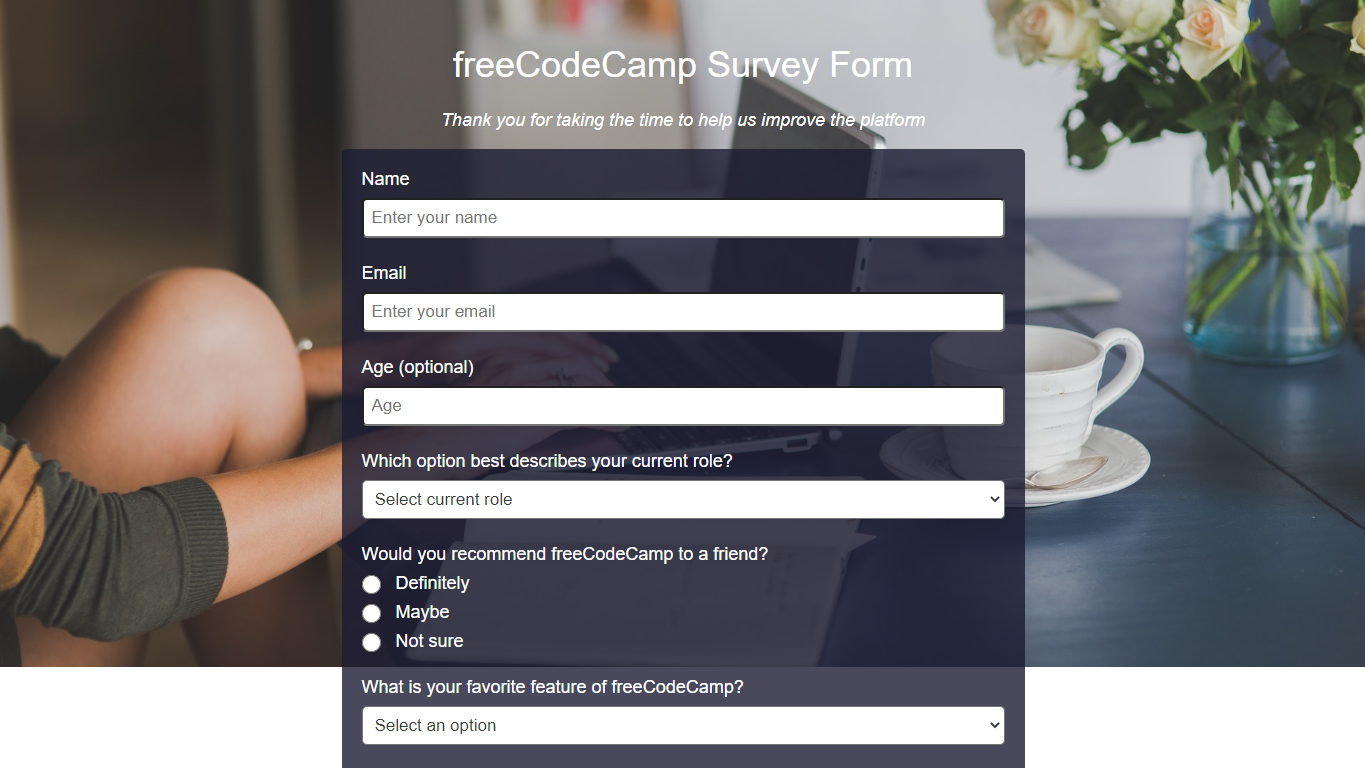 freeCodeCamp Survey Form
Thank you for taking the time to help us improve the platform
Name
Enter your name
Email
Enter your email
Age (optional)
Age
Which option best describes your current role?
Select current role
Would you recommend freeCodeCamp to a friend?
Definitely
Maybe
Not sure
What is your favorite feature of freeCodeCamp?
Select an option